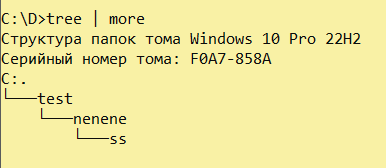 C:\D>tree | more
Структура папок тома Windows 10 Pro 22H2
Серийный номер тома: F0A7-858A
C:.
└───test
    └───nenene
        └───ss